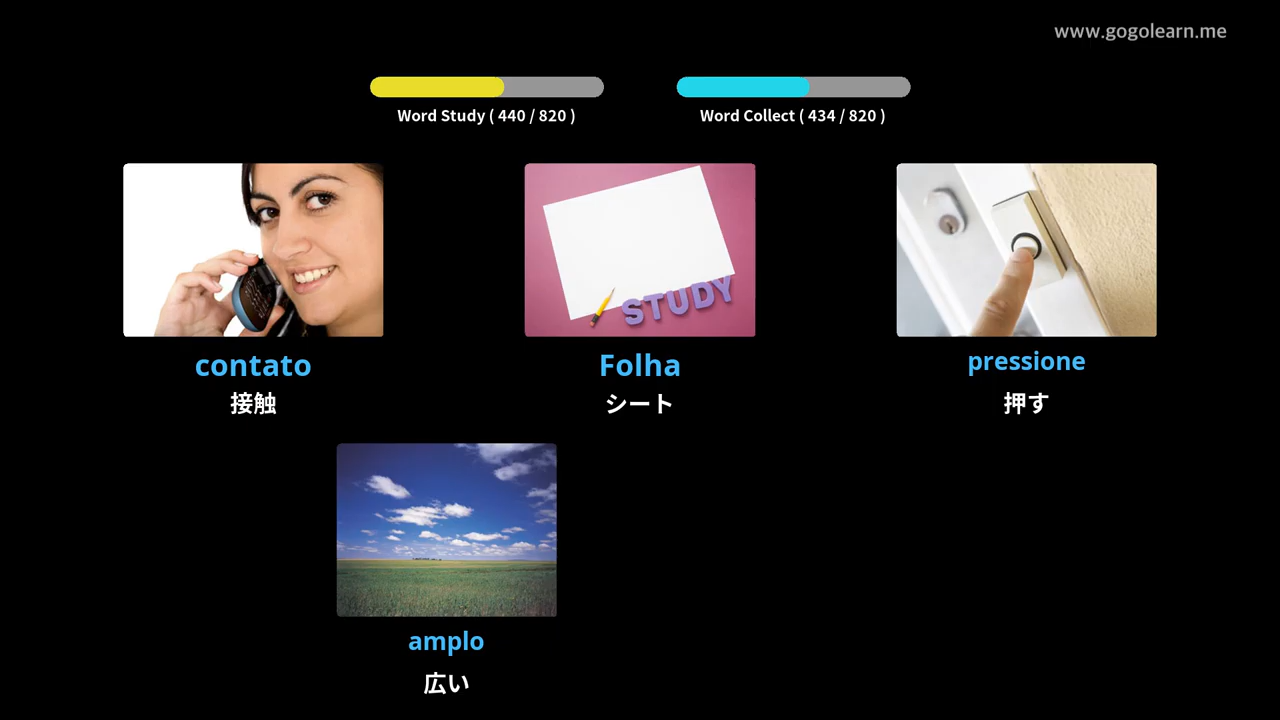 www.gogolearn.me
Word Study ( 440 / 820 )
Word Collect ( 434 / 820 )
STUDY
contato
接触
Folha
シート
pressione
押す
amplo
広い